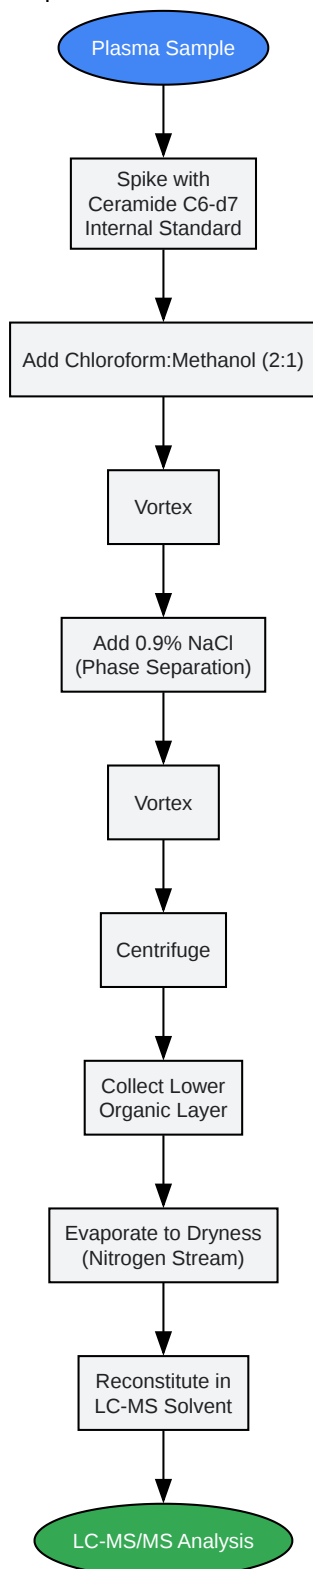 Plasma Sample
Spike with
Ceramide C6-d7
Internal Standard
Add Chloroform:Methanol (2:1)
Vortex
Add 0.9% NaCl
(Phase Separation)
Vortex
Centrifuge
Collect Lower
Organic Layer
Evaporate to Dryness
(Nitrogen Stream)
Reconstitute in
LC-MS Solvent
LC-MS/MS Analysis